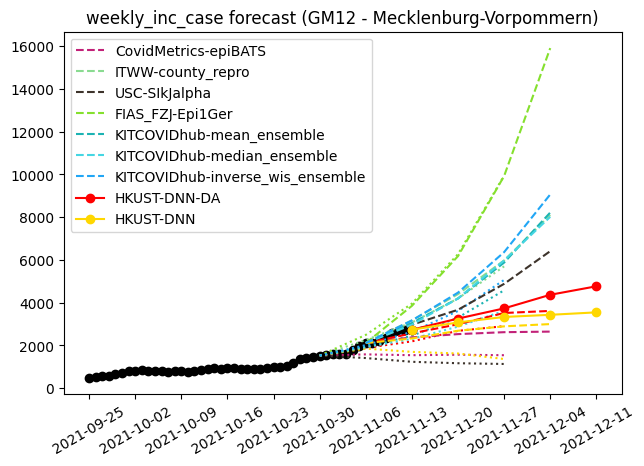 weekly_inc_case forecast (GM12 - Mecklenburg-Vorpommern)
16000
14000
12000
10000
8000
6000
4000
2000
0
CovidMetrics-epiBATS
ITWW-county_repro
USC-SIkJalpha
FIAS_FZJ-Epi1Ger
KITCOVIDhub-mean_ensemble
KITCOVIDhub-median_ensemble
KITCOVIDhub-inverse_wis_ensemble
HKUST-DNN-DA
HKUST-DNN
2021-09-25
2021-10-02
2021-10-09
2021-10-16
2021-10-23
2021-10-30
2021-11-06
2021-11-13
2021-11-20
2021-11-27
2021-12-04
2021-12-11